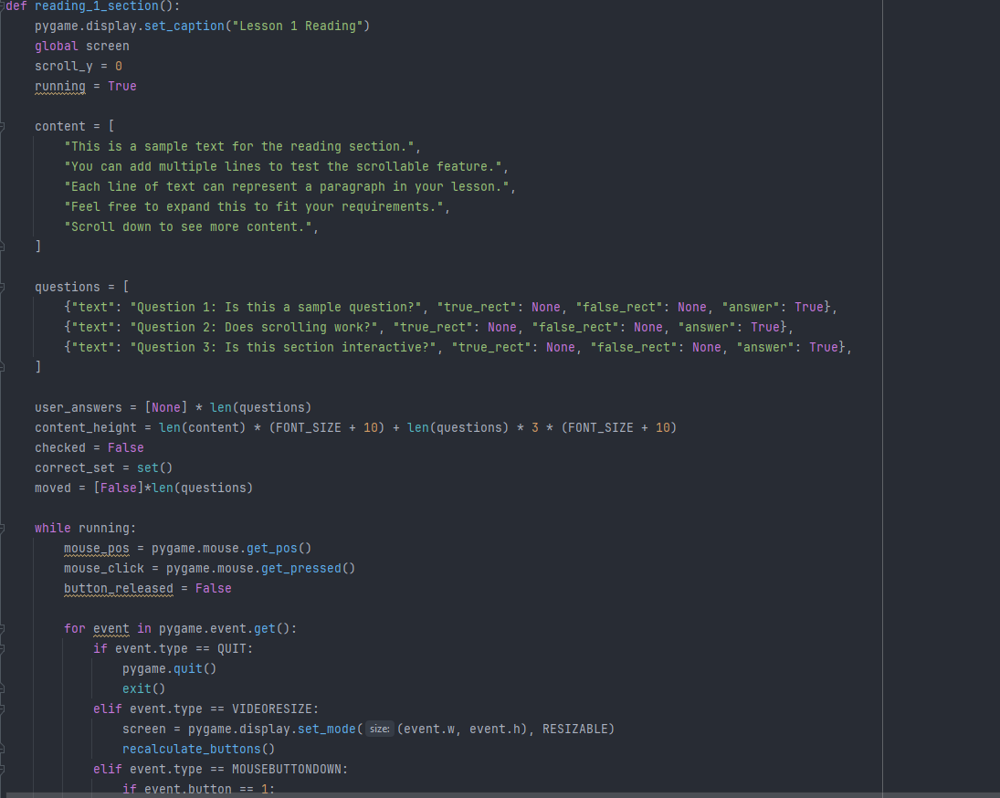 def reading_1_section():
    pygame.display.set_caption("Lesson 1 Reading")
    global screen
    scroll_y = 0
    running = True

    content = [
        "This is a sample text for the reading section.",
        "You can add multiple lines to test the scrollable feature.",
        "Each line of text can represent a paragraph in your lesson.",
        "Feel free to expand this to fit your requirements.",
        "Scroll down to see more content.",
    ]

    questions = [
        {"text": "Question 1: Is this a sample question?", "true_rect": None, "false_rect": None, "answer": True},
        {"text": "Question 2: Does scrolling work?", "true_rect": None, "false_rect": None, "answer": True},
        {"text": "Question 3: Is this section interactive?", "true_rect": None, "false_rect": None, "answer": True},
    ]

    user_answers = [None] * len(questions)
    content_height = len(content) * (FONT_SIZE + 10) + len(questions) * 3 * (FONT_SIZE + 10)
    checked = False
    correct_set = set()
    moved = [False]*len(questions)

    while running:
        mouse_pos = pygame.mouse.get_pos()
        mouse_click = pygame.mouse.get_pressed()
        button_released = False

        for event in pygame.event.get():
            if event.type == QUIT:
                pygame.quit()
                exit()
            elif event.type == VIDEORESIZE:
                screen = pygame.display.set_mode( size: (event.w, event.h), RESIZABLE)
                recalculate_buttons()
            elif event.type == MOUSEBUTTONDOWN:
                if event.button == 1: